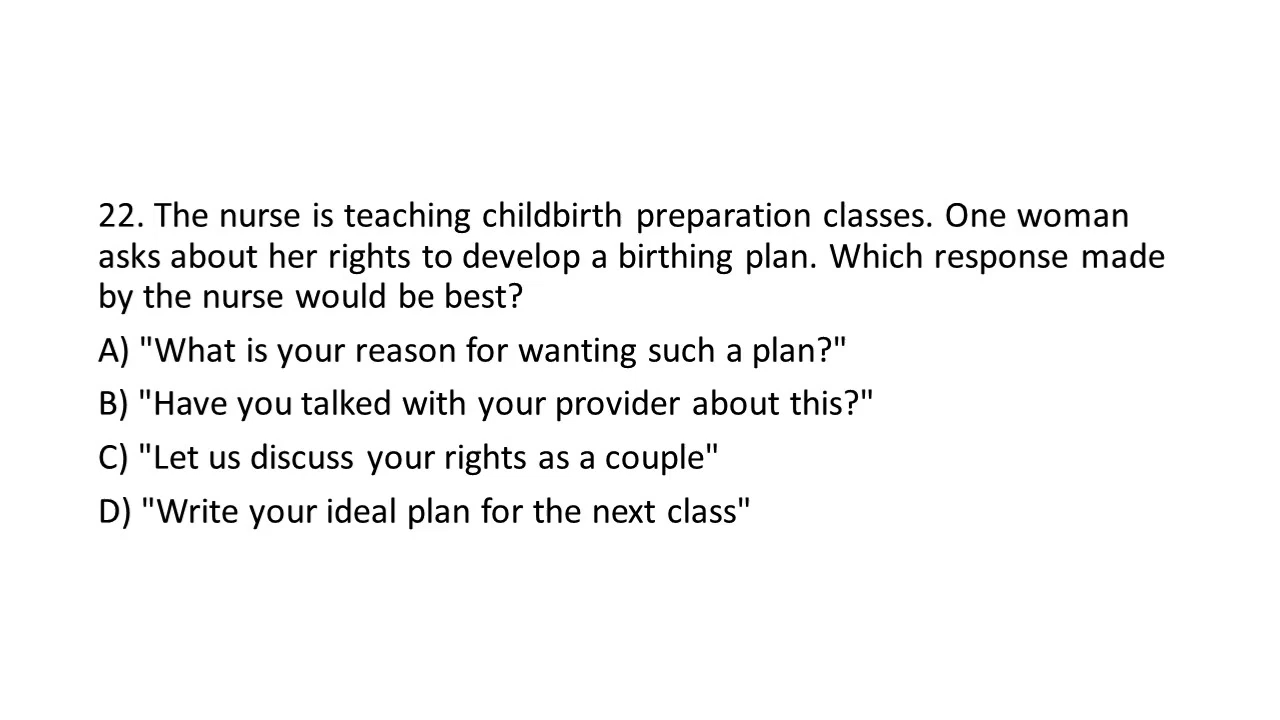 22. The nurse is teaching childbirth preparation classes. One woman
asks about her rights to develop a birthing plan. Which response made
by the nurse would be best?
A) "What is your reason for wanting such a plan?"
B) "Have you talked with your provider about this?"
C) "Let us discuss your rights as a couple"
D) "Write your ideal plan for the next class"